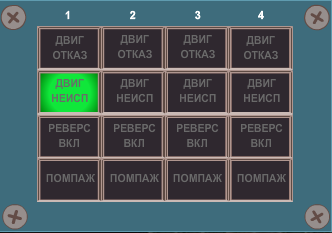 1 2 3 4
ДВИГ ДВИГ ДВИГ ДВИГ
ОТКАЗ ОТКАЗ ОТКАЗ ОТКАЗ
ДВИГ ДВИГ ДВИГ ДВИГ
НЕИСП НЕИСП НЕИСП НЕИСП
РЕВЕРС РЕВЕРС РЕВЕРС РЕВЕРС
ВКЛ ВКЛ ВКЛ ВКЛ
ПОМПАЖ ПОМПАЖ ПОМПАЖ ПОМПАЖ